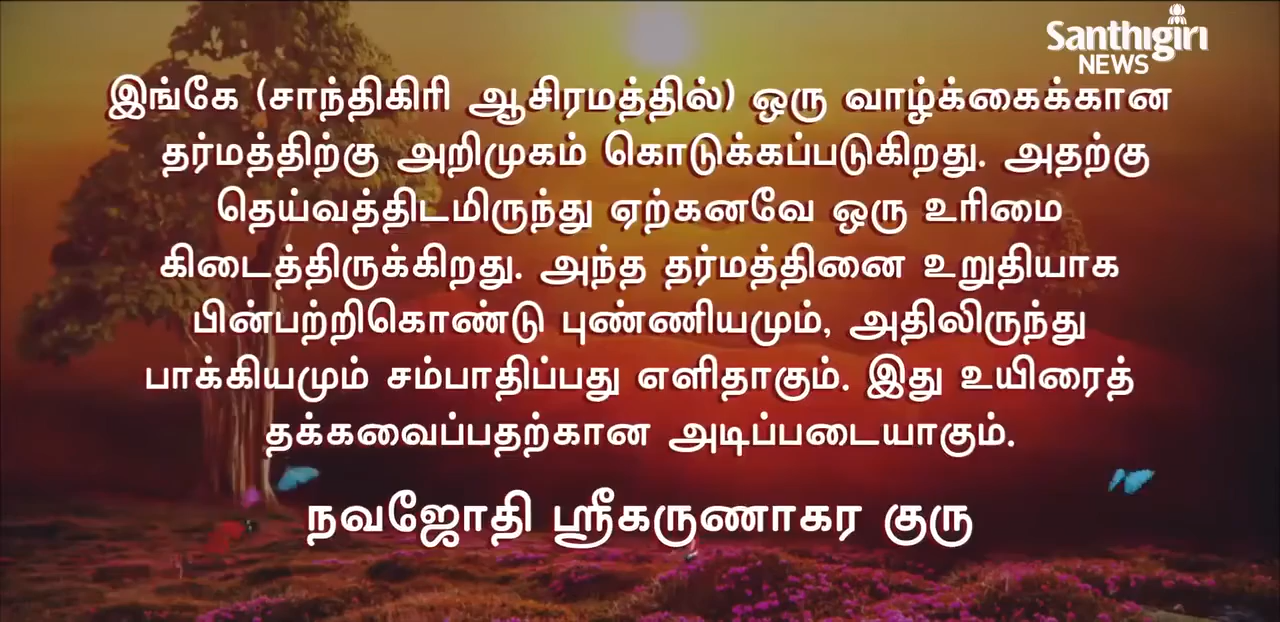 Santhigiri
NEWS
இங்கே (சாந்திகிரி ஆசிரமத்தில்) ஒரு வாழ்க்கைக்கான
தர்மத்திற்கு அறிமுகம் கொடுக்கப்படுகிறது. அதற்கு
தெய்வத்திடமிருந்து ஏற்கனவே ஒரு உரிமை
கிடைத்திருக்கிறது. அந்த தர்மத்தினை உறுதியாக
பின்பற்றிகொண்டு புண்ணியமும், அதிலிருந்து
பாக்கியமும் சம்பாதிப்பது எளிதாகும். இது உயிரைத்
தக்கவைப்பதற்கான அடிப்படையாகும்.
நவஜோதி ஸ்ரீகருணாகர குரு